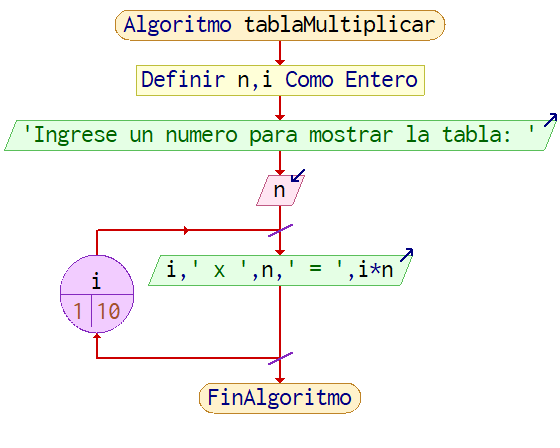 Algoritmo tablaMultiplicar
Definir n,i Como Entero
'Ingrese un numero para mostrar la tabla: '
n
i,' x ',n,' = ',i*n
i
1 10
FinAlgoritmo